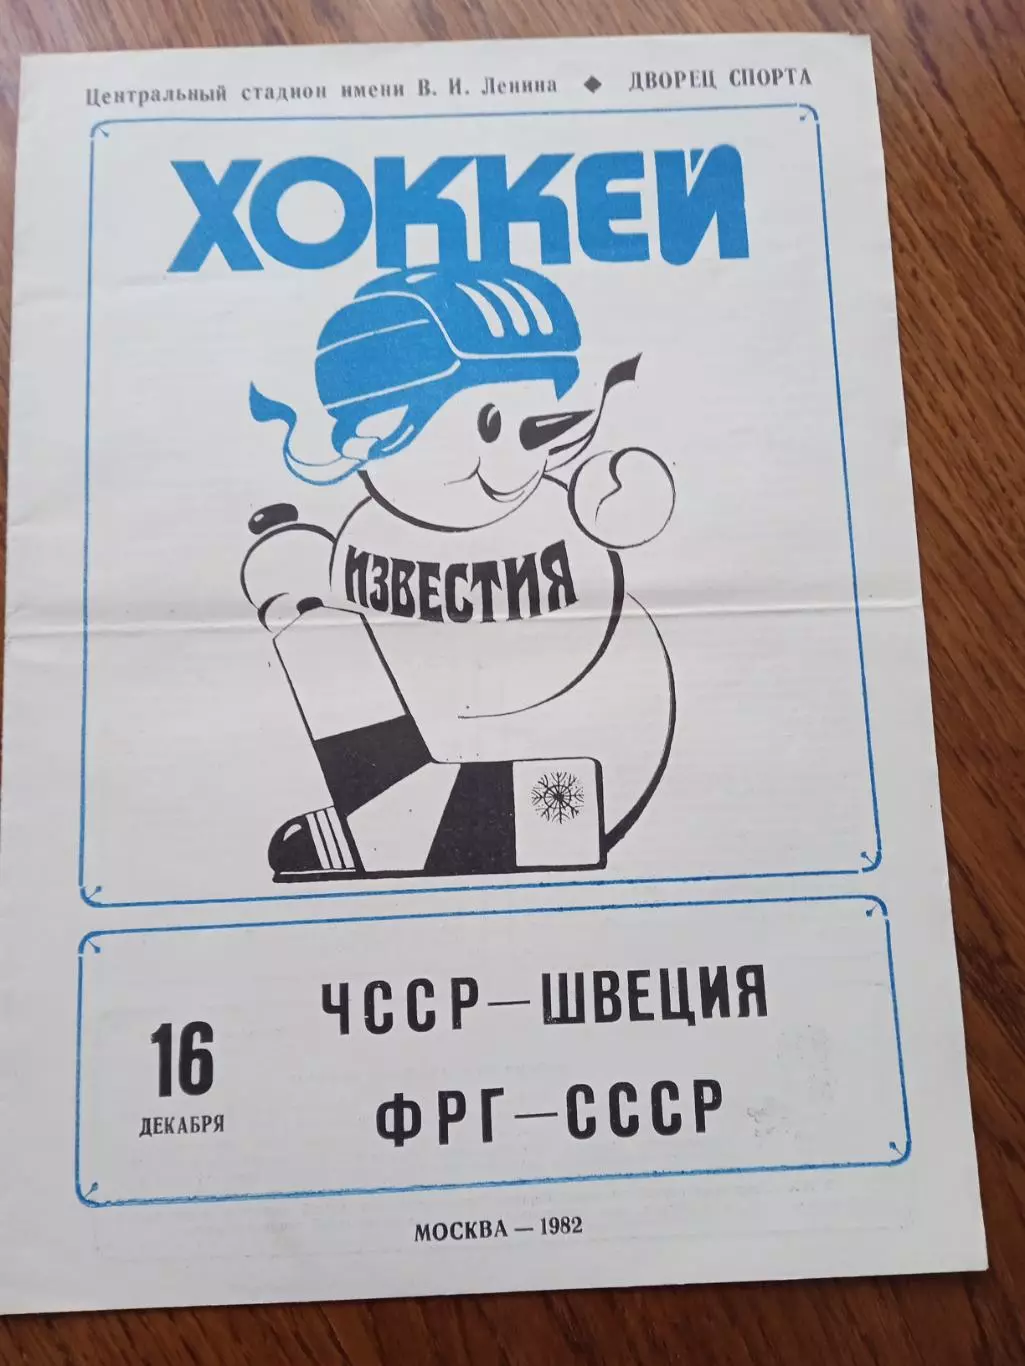 Центральный стадион имени В. И. Ленина ◆ ДВОРЕЦ СПОРТА
ХОККЕЙ
ИЗВЕСТИЯ
ЧССР—ШВЕЦИЯ
16
ДЕКАБРЯ
ФРГ—СССР
МОСКВА — 1982